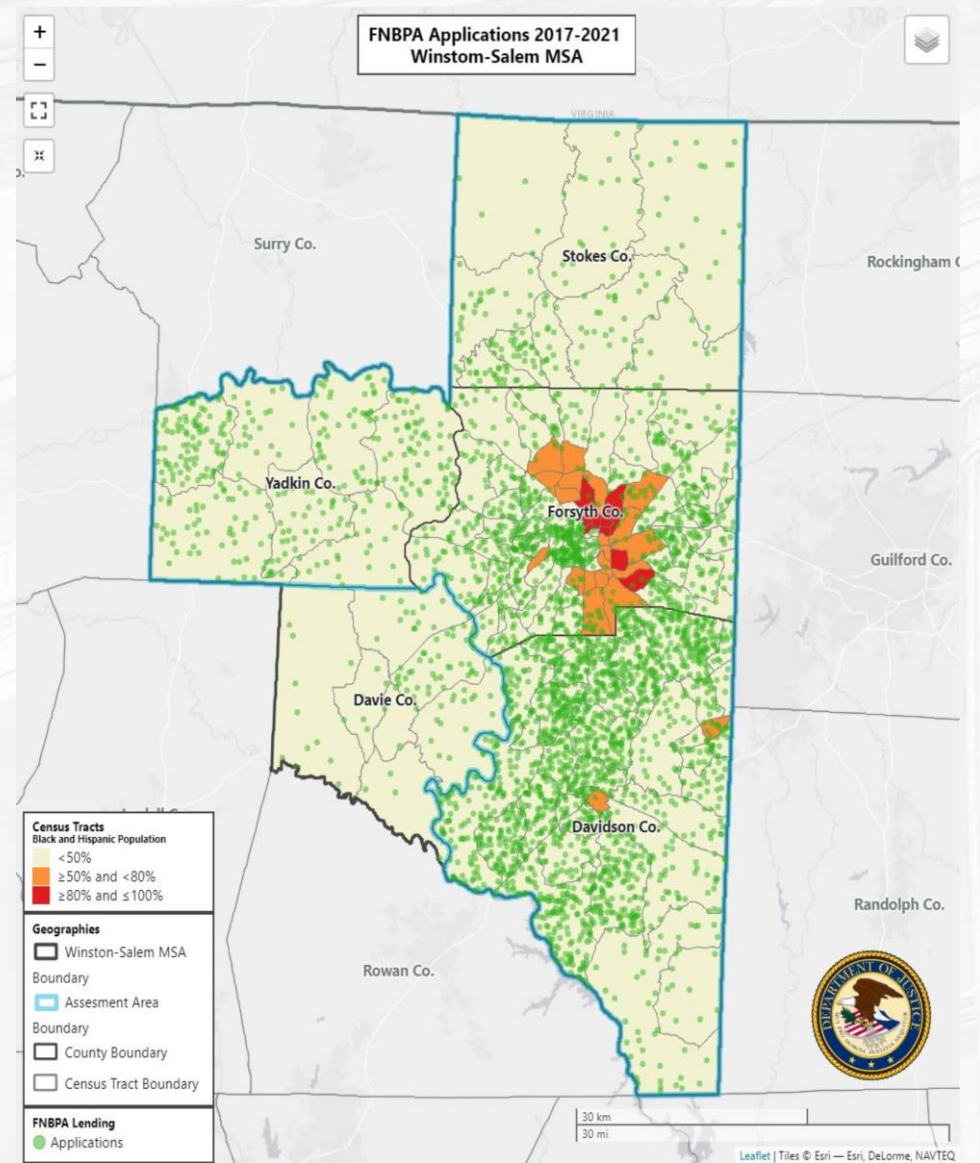 +
−
FNBPA Applications 2017-2021
Winstom-Salem MSA
VIRGINIA
Surry Co.
Stokes Co.
Rockingham
Yadkin Co.
Forsyth Co.
Guilford Co.
Davie Co.
Davidson Co.
Randolph Co.
Rowan Co.
Census Tracts
Black and Hispanic Population
<50%
≥50% and <80%
≥80% and ≤100%
Geographies
Winston-Salem MSA
Boundary
Assesment Area
Boundary
County Boundary
Census Tract Boundary
FNBPA Lending
Applications
DEPARTMENT OF JUSTICE
30 km
30 mi
Leaflet | Tiles © Esri — Esri, DeLorme, NAVTEQ